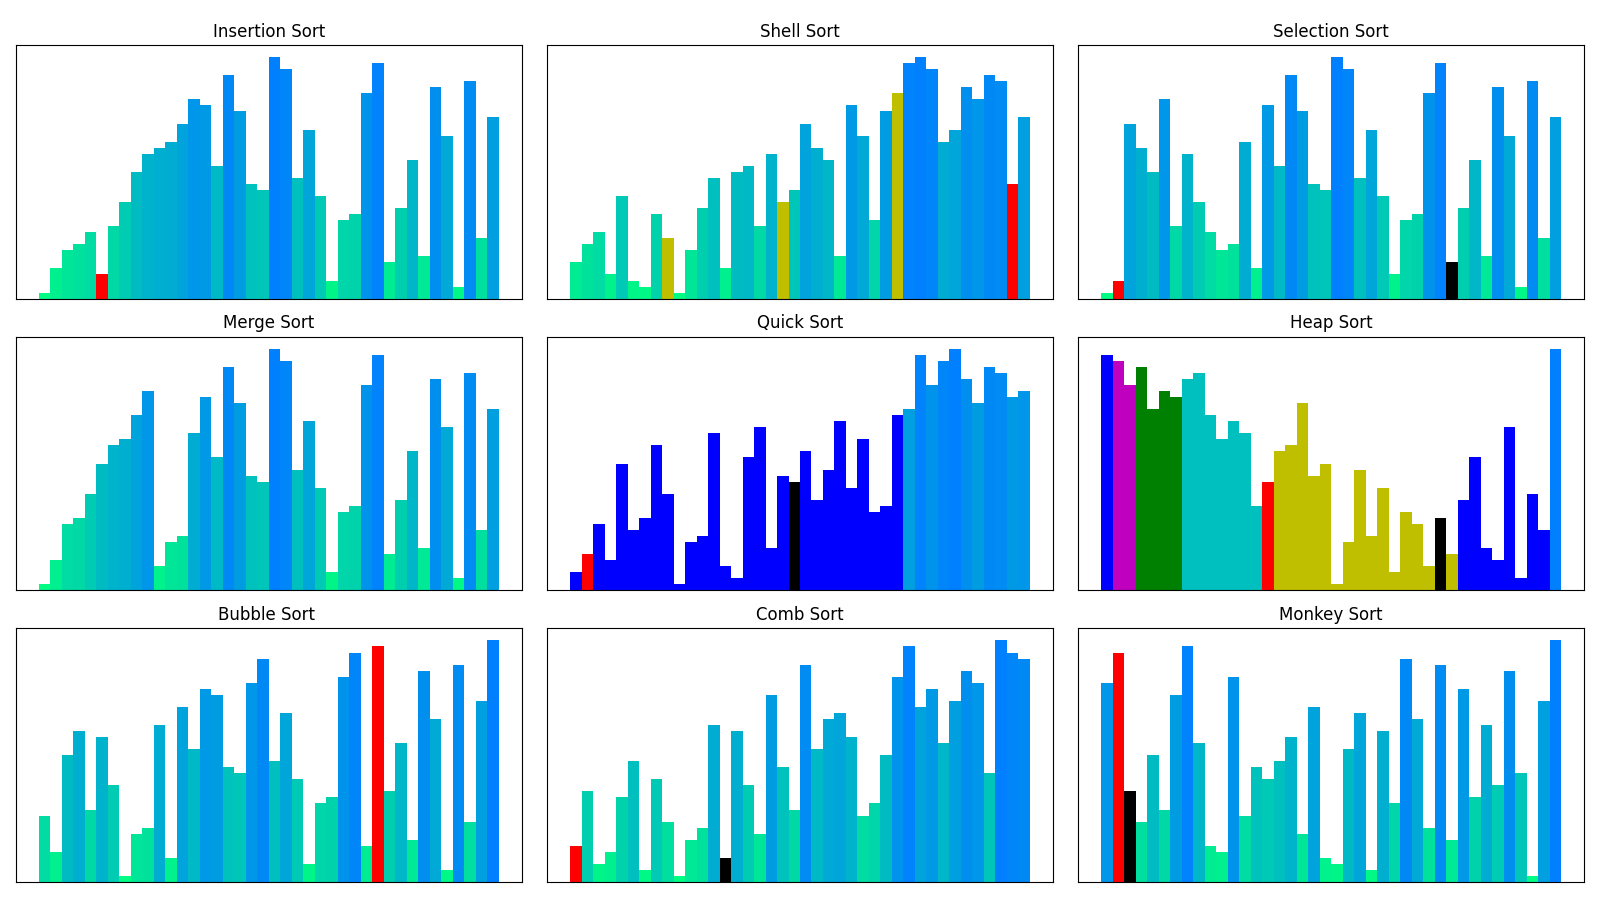 Insertion Sort
Shell Sort
Selection Sort
Merge Sort
Quick Sort
Heap Sort
Bubble Sort
Comb Sort
Monkey Sort